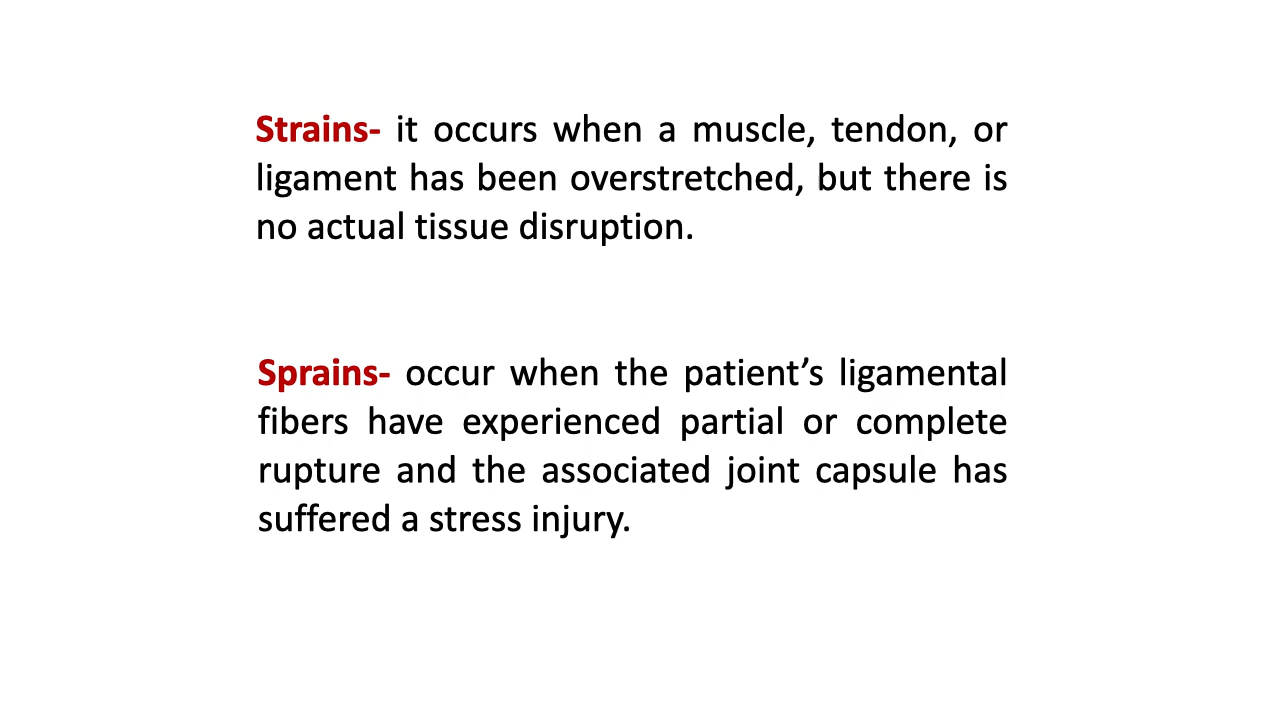 Strains- it occurs when a muscle, tendon, or
ligament has been overstretched, but there is
no actual tissue disruption.
Sprains- occur when the patient’s ligamental
fibers have experienced partial or complete
rupture and the associated joint capsule has
suffered a stress injury.